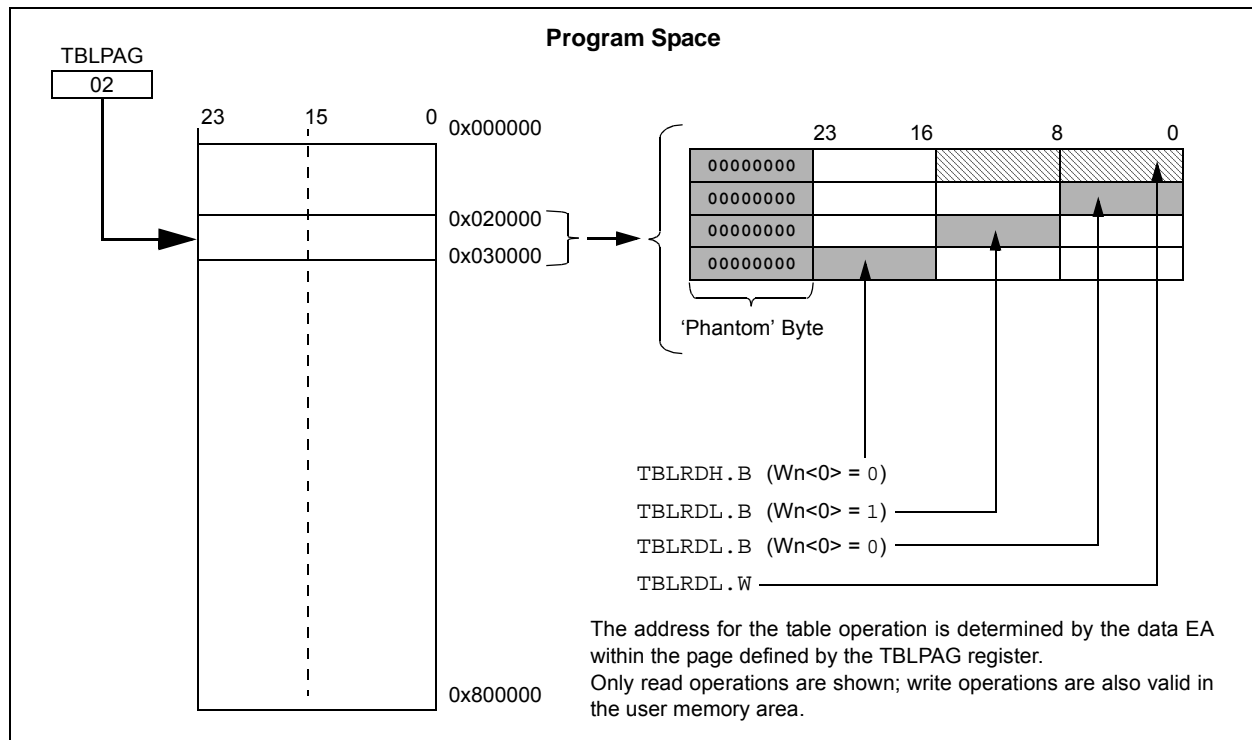 Program Space
TBLPAG
02
23 15 0
0x000000
0x020000
0x030000
0x800000
23 16 8 0
00000000
00000000
00000000
00000000
‘Phantom’ Byte
TBLRDH.B (Wn<0> = 0)
TBLRDL.B (Wn<0> = 1)
TBLRDL.B (Wn<0> = 0)
TBLRDL.W
The address for the table operation is determined by the data EA
within the page defined by the TBLPAG register.
Only read operations are shown; write operations are also valid in
the user memory area.